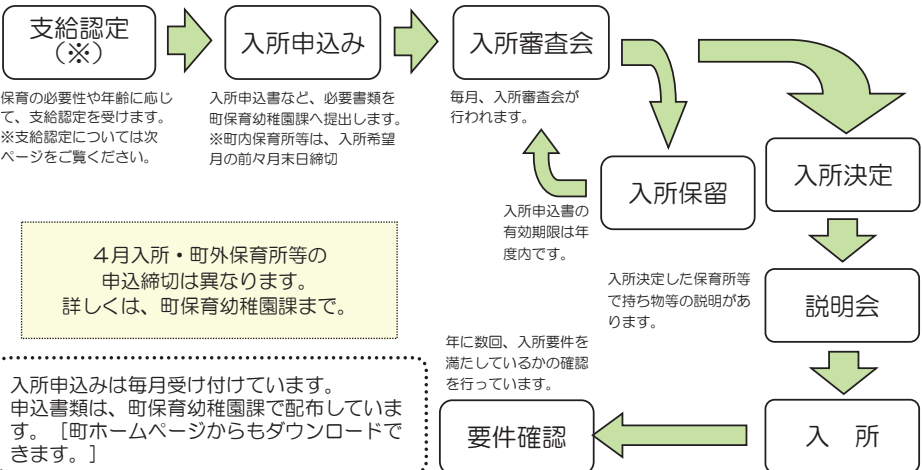 支給認定
(※)
入所申込み
入所審査会
保育の必要性や年齢に応じ
て、支給認定を受けます。
※支給認定については次
ページをご覧ください。
入所申込書など、必要書類を
町保育幼稚園課へ提出します。
※町内保育所等は、入所希望
月の前々月末日締切
毎月、入所審査会が
行われます。
入所保留
入所決定
入所申込書の
有効期限は年
度内です。
4月入所・町外保育所等の
申込締切は異なります。
詳しくは、町保育幼稚園課まで。
入所決定した保育所等
で持ち物等の説明があ
ります。
説明会
年に数回、入所要件を
満たしているかの確認
を行っています。
入所申込みは毎月受け付けています。
申込書類は、町保育幼稚園課で配布していま
す。［町ホームページからもダウンロードで
きます。］
要件確認
入　所